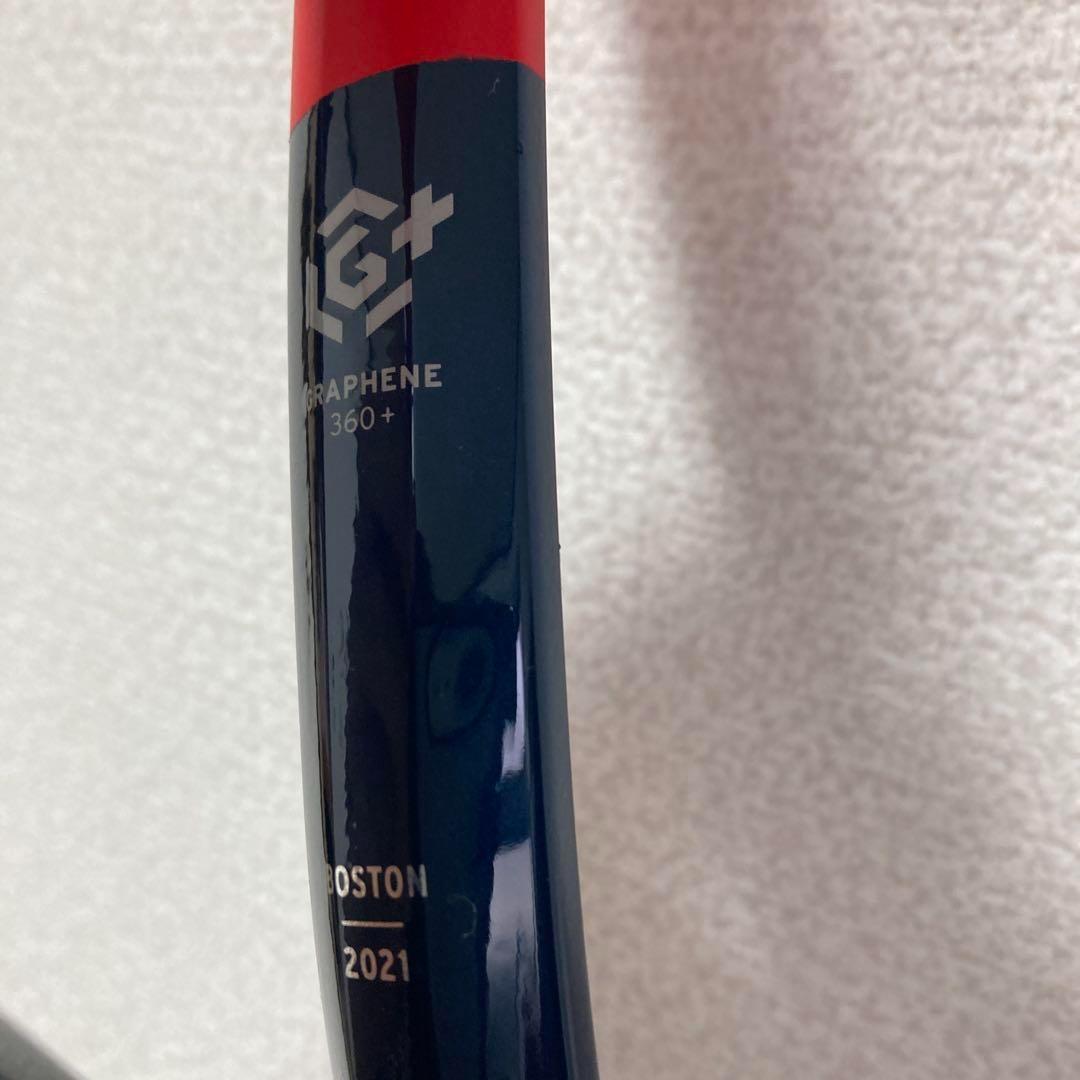 G+
GRAPHENE
360+
BOSTON
2021